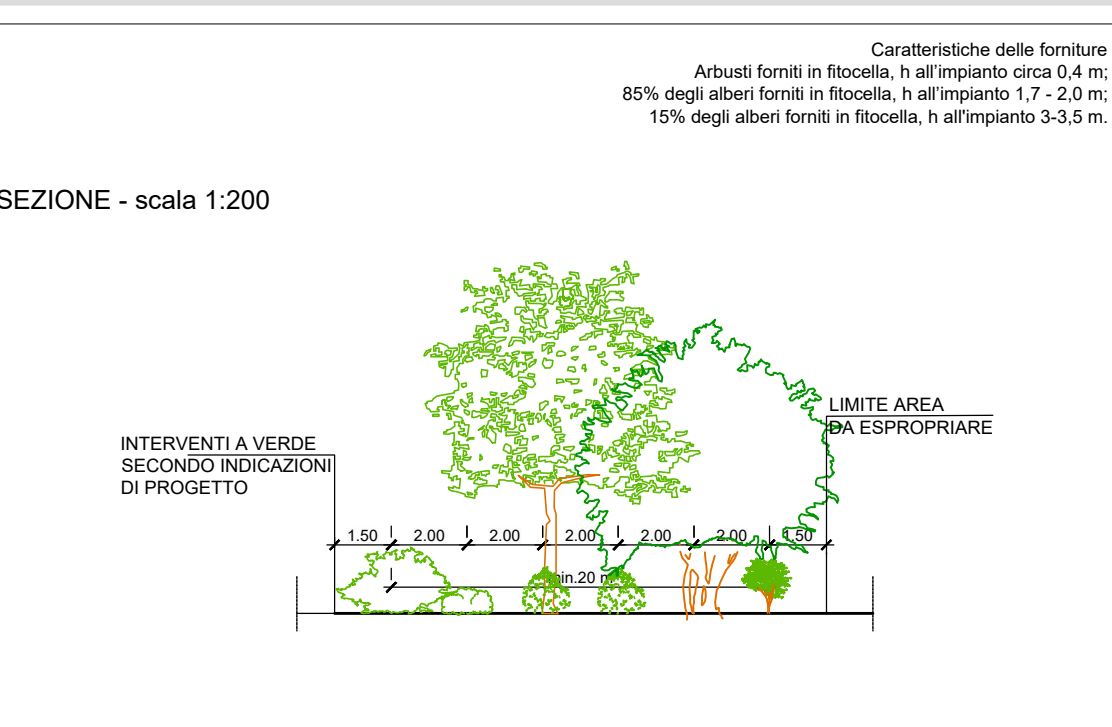 Caratteristiche delle forniture
Arbusti forniti in fitocella, h all'impianto circa 0,4 m;
85% degli alberi forniti in fitocella, h all'impianto 1,7 - 2,0 m;
15% degli alberi forniti in fitocella, h all'impianto 3-3,5 m.
SEZIONE - scala 1:200
LIMITE AREA
DA ESPROPRIARE
INTERVENTI A VERDE
SECONDO INDICAZIONI
DI PROGETTO
1.50 2.00 2.00 2.00 2.00 2.00 1.50
min.20 m